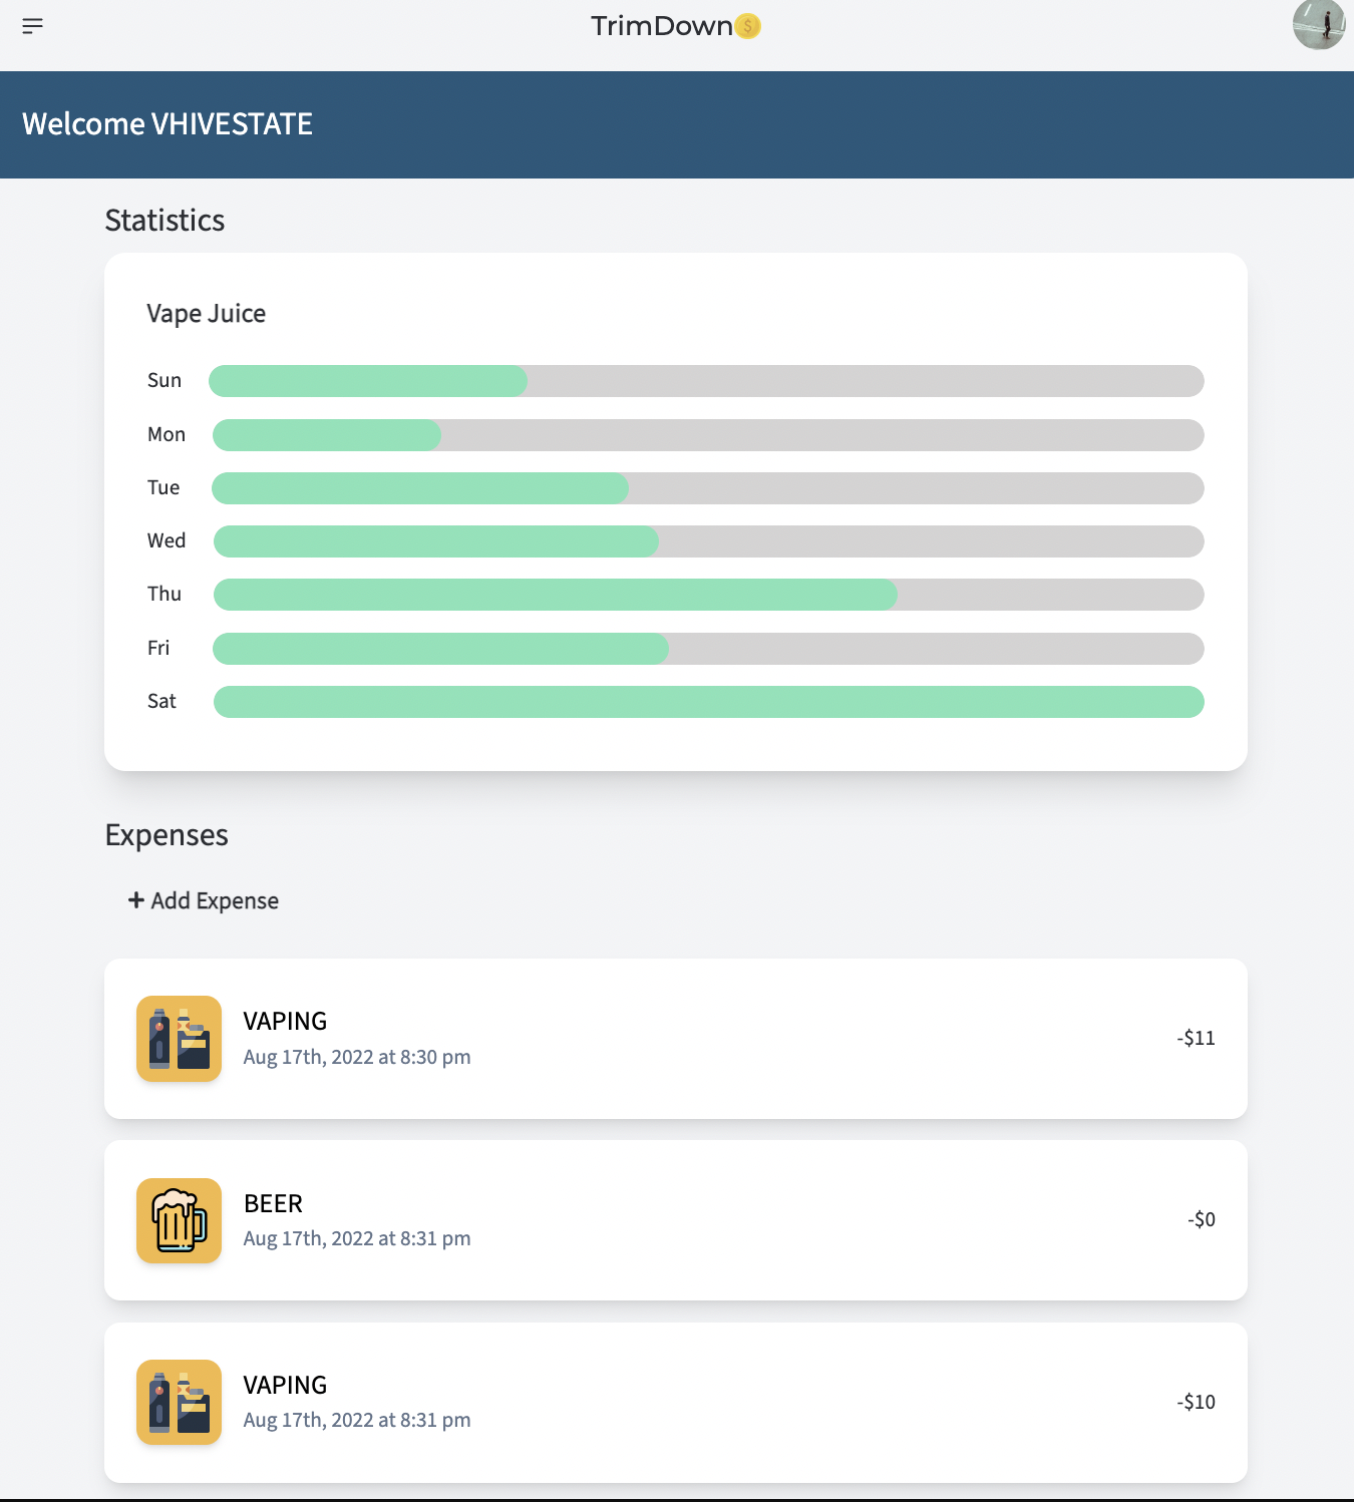 TrimDown
Welcome VHIVESTATE
Statistics
Vape Juice
Sun
Mon
Tue
Wed
Thu
Fri
Sat
Expenses
+ Add Expense
VAPING
Aug 17th, 2022 at 8:30 pm
-$11
BEER
Aug 17th, 2022 at 8:31 pm
-$0
VAPING
Aug 17th, 2022 at 8:31 pm
-$10